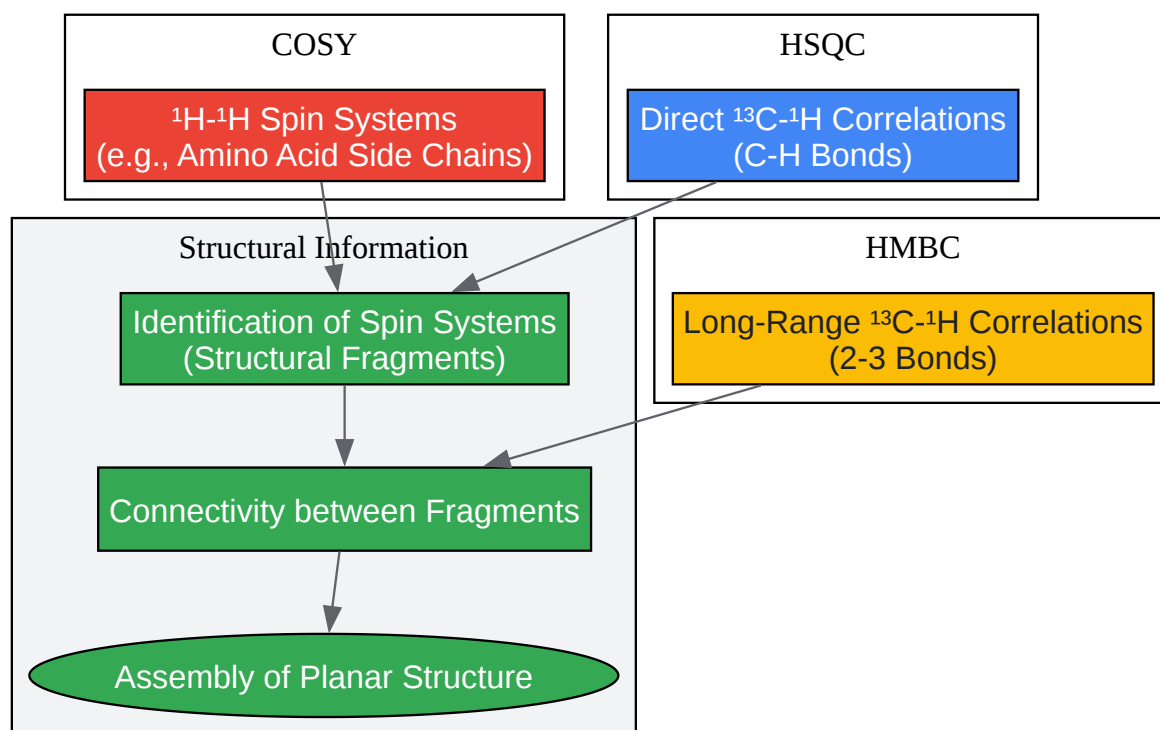 COSY
¹H-¹H Spin Systems
(e.g., Amino Acid Side Chains)
HSQC
Direct ¹³C-¹H Correlations
(C-H Bonds)
Structural Information
Identification of Spin Systems
(Structural Fragments)
HMBC
Long-Range ¹³C-¹H Correlations
(2-3 Bonds)
Connectivity between Fragments
Assembly of Planar Structure